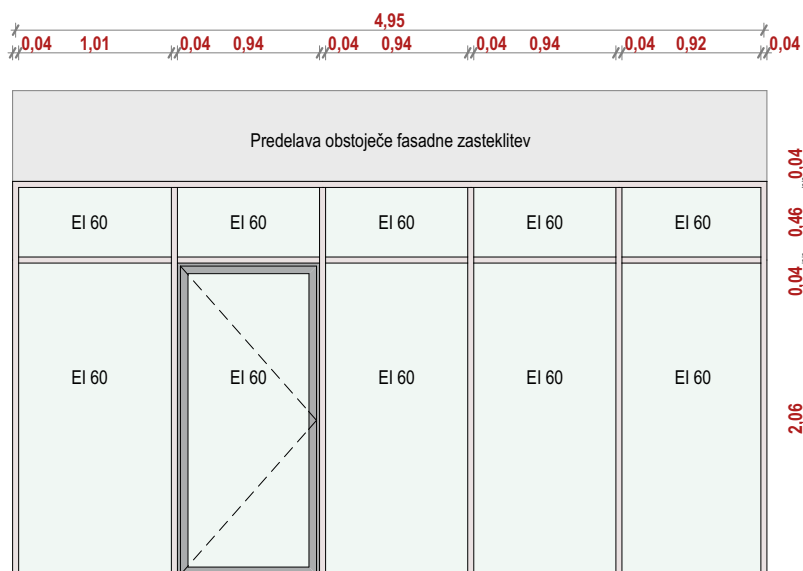 4,95
0,04 1,01 0,04 0,94 0,04 0,94 0,04 0,94 0,04 0,92 0,04
Predelava obstoječe fasadne zasteklitev
0,04
EI 60 EI 60 EI 60 EI 60 EI 60
0,46
0,04
EI 60 EI 60 EI 60 EI 60 EI 60
2,06